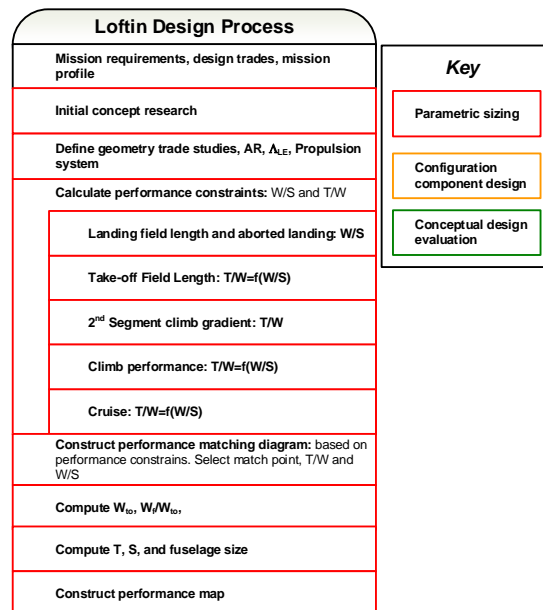 Loftin Design Process
Mission requirements, design trades, mission
profile
Initial concept research
Define geometry trade studies, AR, ΛLE, Propulsion
system
Calculate performance constraints: W/S and T/W
Landing field length and aborted landing: W/S
Take-off Field Length: T/W=f(W/S)
2nd Segment climb gradient: T/W
Climb performance: T/W=f(W/S)
Cruise: T/W=f(W/S)
Construct performance matching diagram: based on
performance constrains. Select match point, T/W and
W/S
Compute Wto, Wf/Wto,
Compute T, S, and fuselage size
Construct performance map
Key
Parametric sizing
Configuration
component design
Conceptual design
evaluation